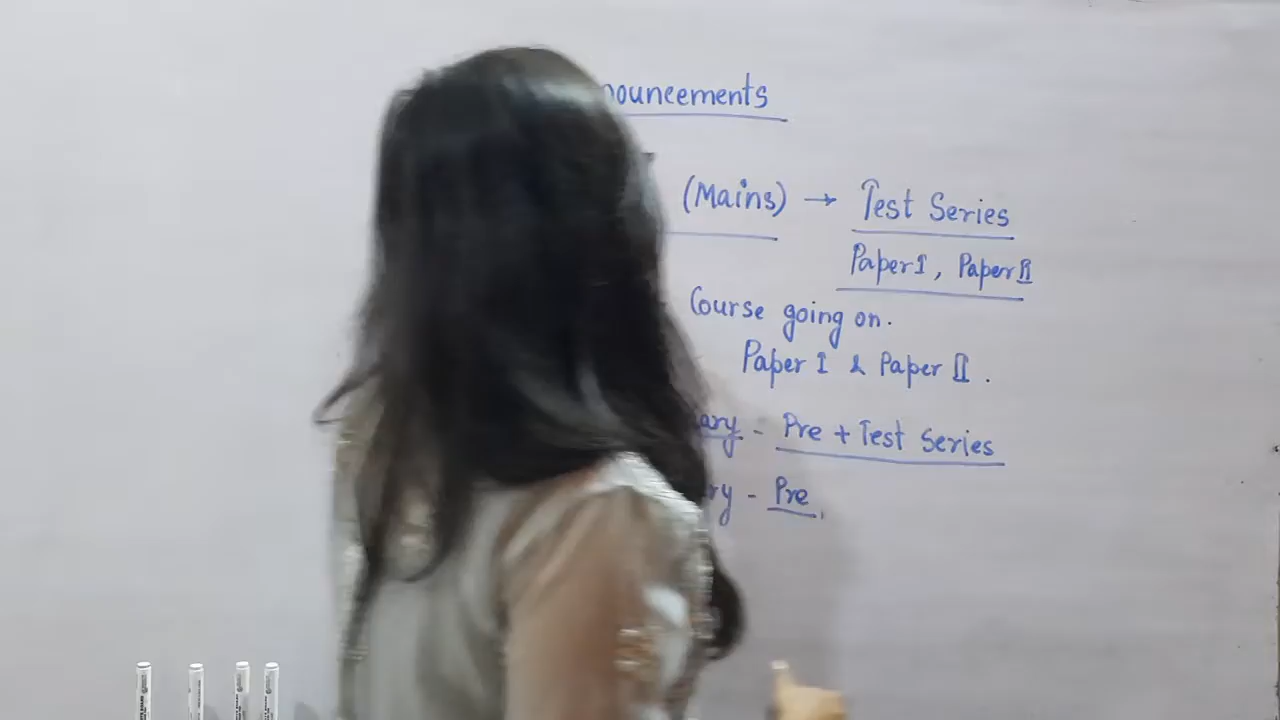 nouncements
(Mains) → Test Series
Paper I, Paper II
Course going on.
Paper I & Paper II.
ary - Pre + Test Series
ry - Pre,